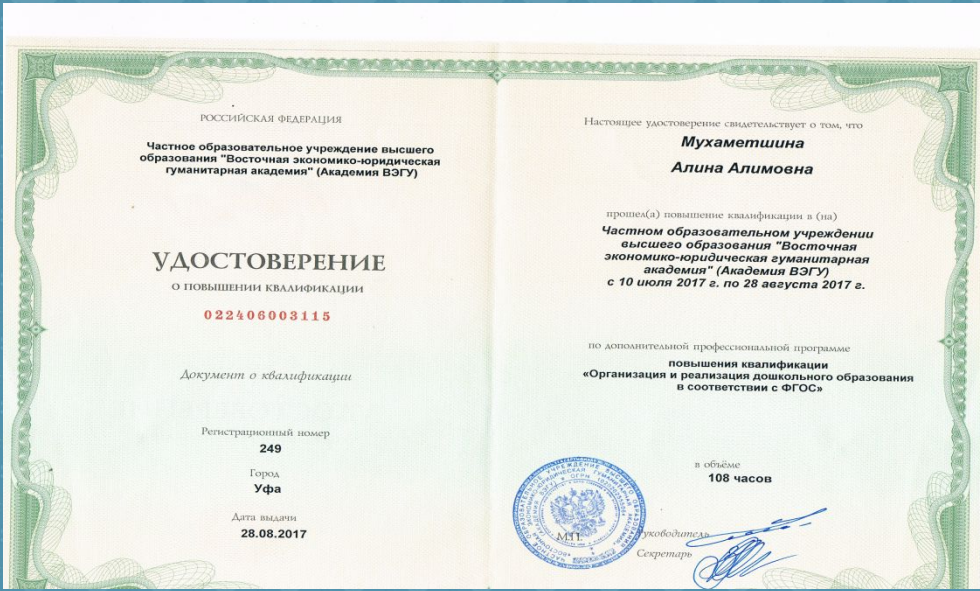 РОССИЙСКАЯ ФЕДЕРАЦИЯ
Частное образовательное учреждение высшего
образования "Восточная экономико-юридическая
гуманитарная академия" (Академия ВЭГУ)
УДОСТОВЕРЕНИЕ
О ПОВЫШЕНИИ КВАЛИФИКАЦИИ
022406003115
Документ о квалификации
Регистрационный номер
249
Город
Уфа
Дата выдачи
28.08.2017
Настоящее удостоверение свидетельствует о том, что
Мухаметшина
Алина Алимовна
прошел(а) повышение квалификации в (на)
Частном образовательном учреждении
высшего образования "Восточная
экономико-юридическая гуманитарная
академия" (Академия ВЭГУ)
с 10 июля 2017 г. по 28 августа 2017 г.
по дополнительной профессиональной программе
повышения квалификации
«Организация и реализация дошкольного образования
в соответствии с ФГОС»
в объёме
108 часов
М.П.
Руководитель
Секретарь